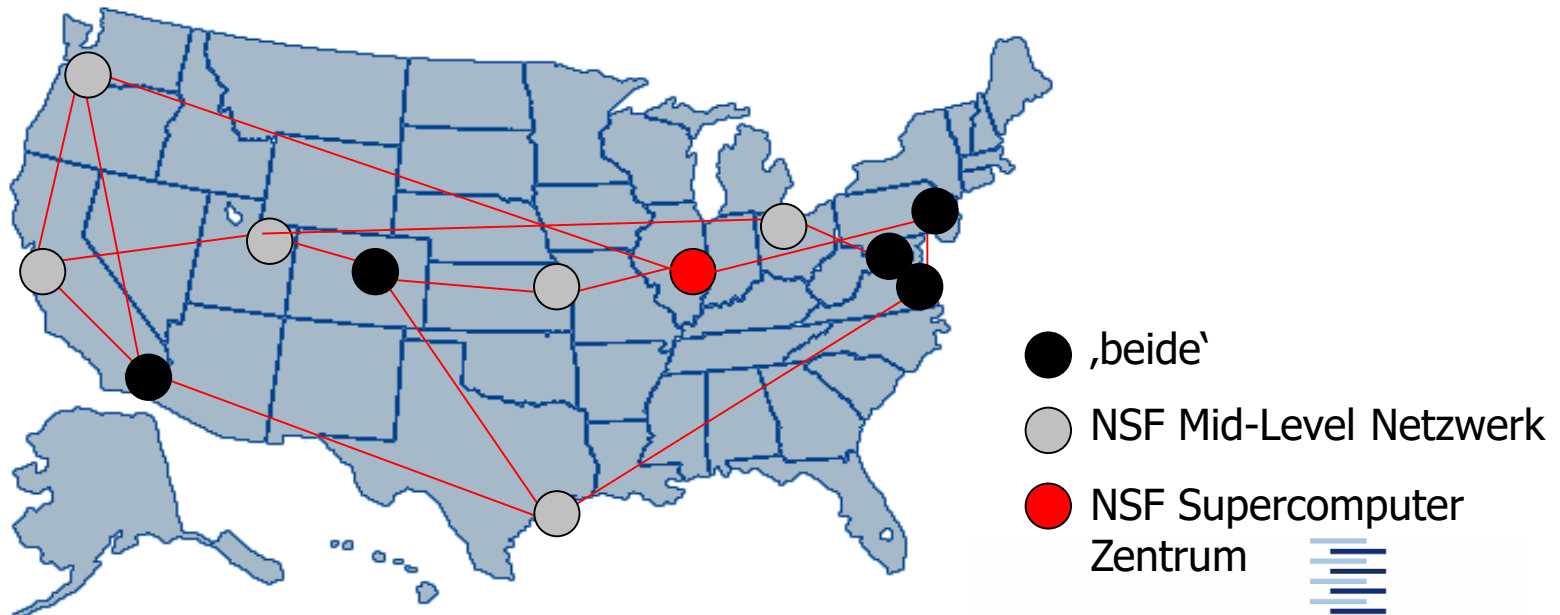 ‚beide‘
NSF Mid-Level Netzwerk
NSF Supercomputer
Zentrum